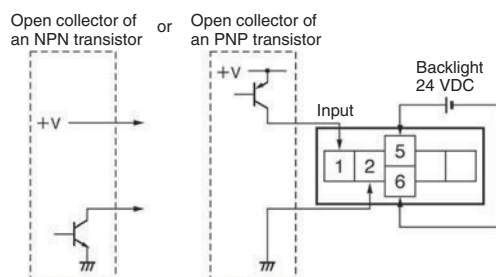 Open collector of
an NPN transistor
or
Open collector of
an PNP transistor
+V
Backlight
24 VDC
Input
+V
1 2 5
6